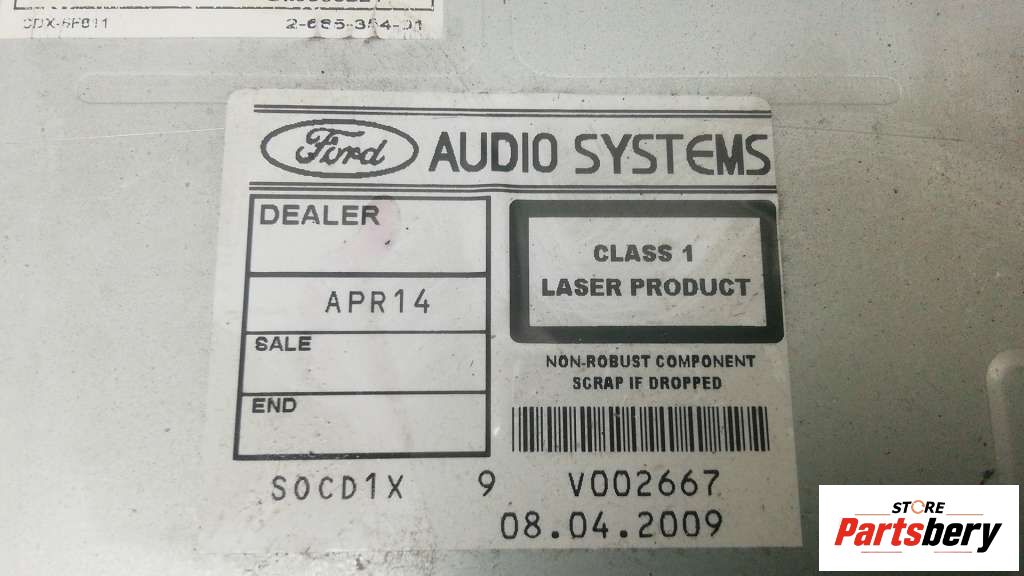 CDX-6F611 2-685-354-01
Ford AUDIO SYSTEMS
DEALER
APR14
SALE
END
CLASS 1
LASER PRODUCT
NON-ROBUST COMPONENT
SCRAP IF DROPPED
S0CD1X 9 V002667
08.04.2009
STORE
Partsbery